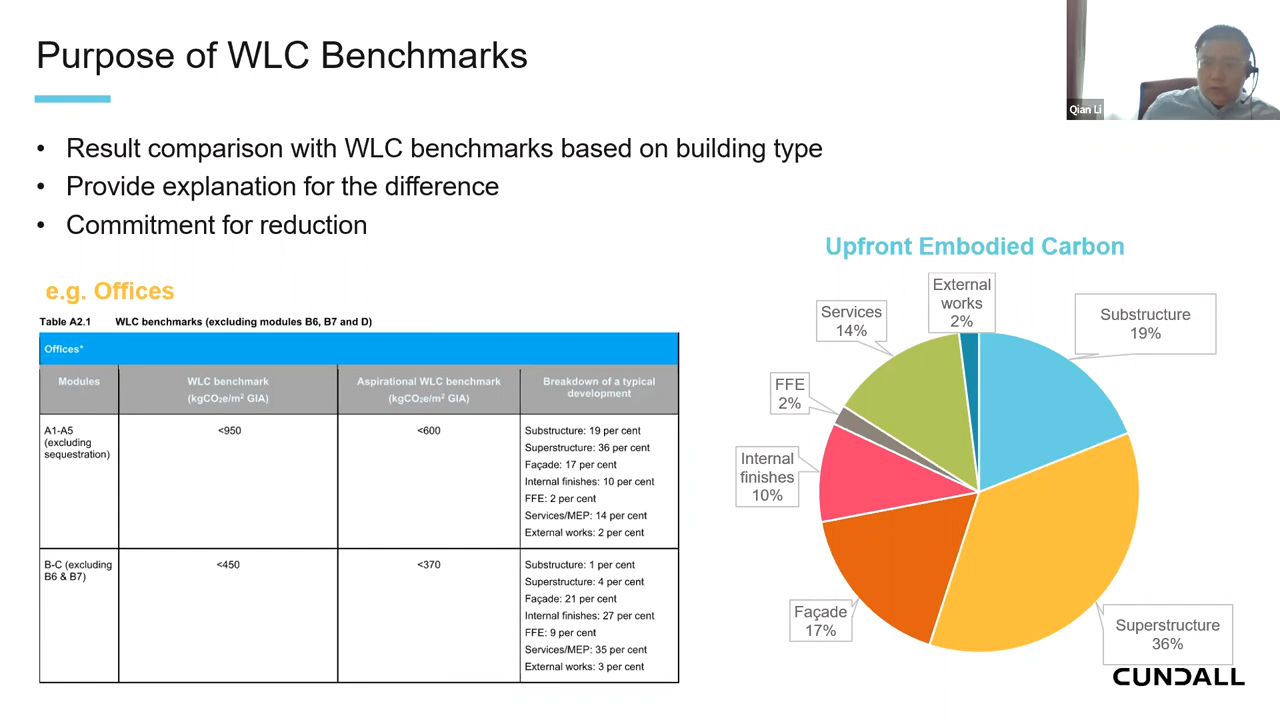 Purpose of WLC Benchmarks
Qian Li
• Result comparison with WLC benchmarks based on building type
• Provide explanation for the difference
• Commitment for reduction
e.g. Offices
Table A2.1 WLC benchmarks (excluding modules B6, B7 and D)
Offices*
Modules
WLC benchmark
(kgCO₂e/m² GIA)
Aspirational WLC benchmark
(kgCO₂e/m² GIA)
Breakdown of a typical
development
A1-A5
(excluding
sequestration)
<950
<600
Substructure: 19 per cent
Superstructure: 36 per cent
Façade: 17 per cent
Internal finishes: 10 per cent
FFE: 2 per cent
Services/MEP: 14 per cent
External works: 2 per cent
B-C (excluding
B6 & B7)
<450
<370
Substructure: 1 per cent
Superstructure: 4 per cent
Façade: 21 per cent
Internal finishes: 27 per cent
FFE: 9 per cent
Services/MEP: 35 per cent
External works: 3 per cent
Upfront Embodied Carbon
External
works
2%
Substructure
19%
Services
14%
FFE
2%
Internal
finishes
10%
Façade
17%
Superstructure
36%
CUNDALL